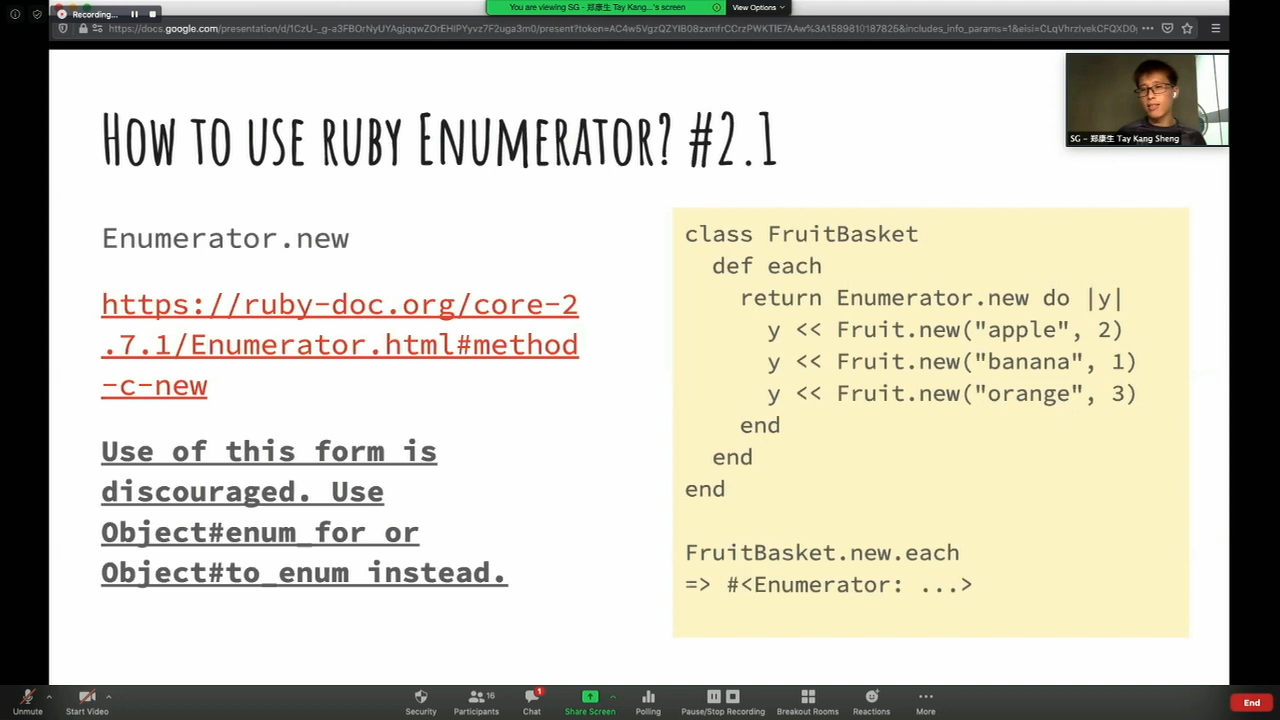 Recording...
You are viewing SG - 郑康生 Tay Kang...'s screen
View Options
SG - 郑康生 Tay Kang Sheng
How to use ruby Enumerator? #2.1
Enumerator.new
https://ruby-doc.org/core-2
.7.1/Enumerator.html#method
-c-new
Use of this form is
discouraged. Use
Object#enum_for or
Object#to_enum instead.
class FruitBasket
def each
return Enumerator.new do |y|
y << Fruit.new("apple", 2)
y << Fruit.new("banana", 1)
y << Fruit.new("orange", 3)
end
end
end
FruitBasket.new.each
=> #<Enumerator: ...>
Unmute
Start Video
Security
Participants
16
Chat
1
Share Screen
Polling
Pause/Stop Recording
Breakout Rooms
Reactions
More
End